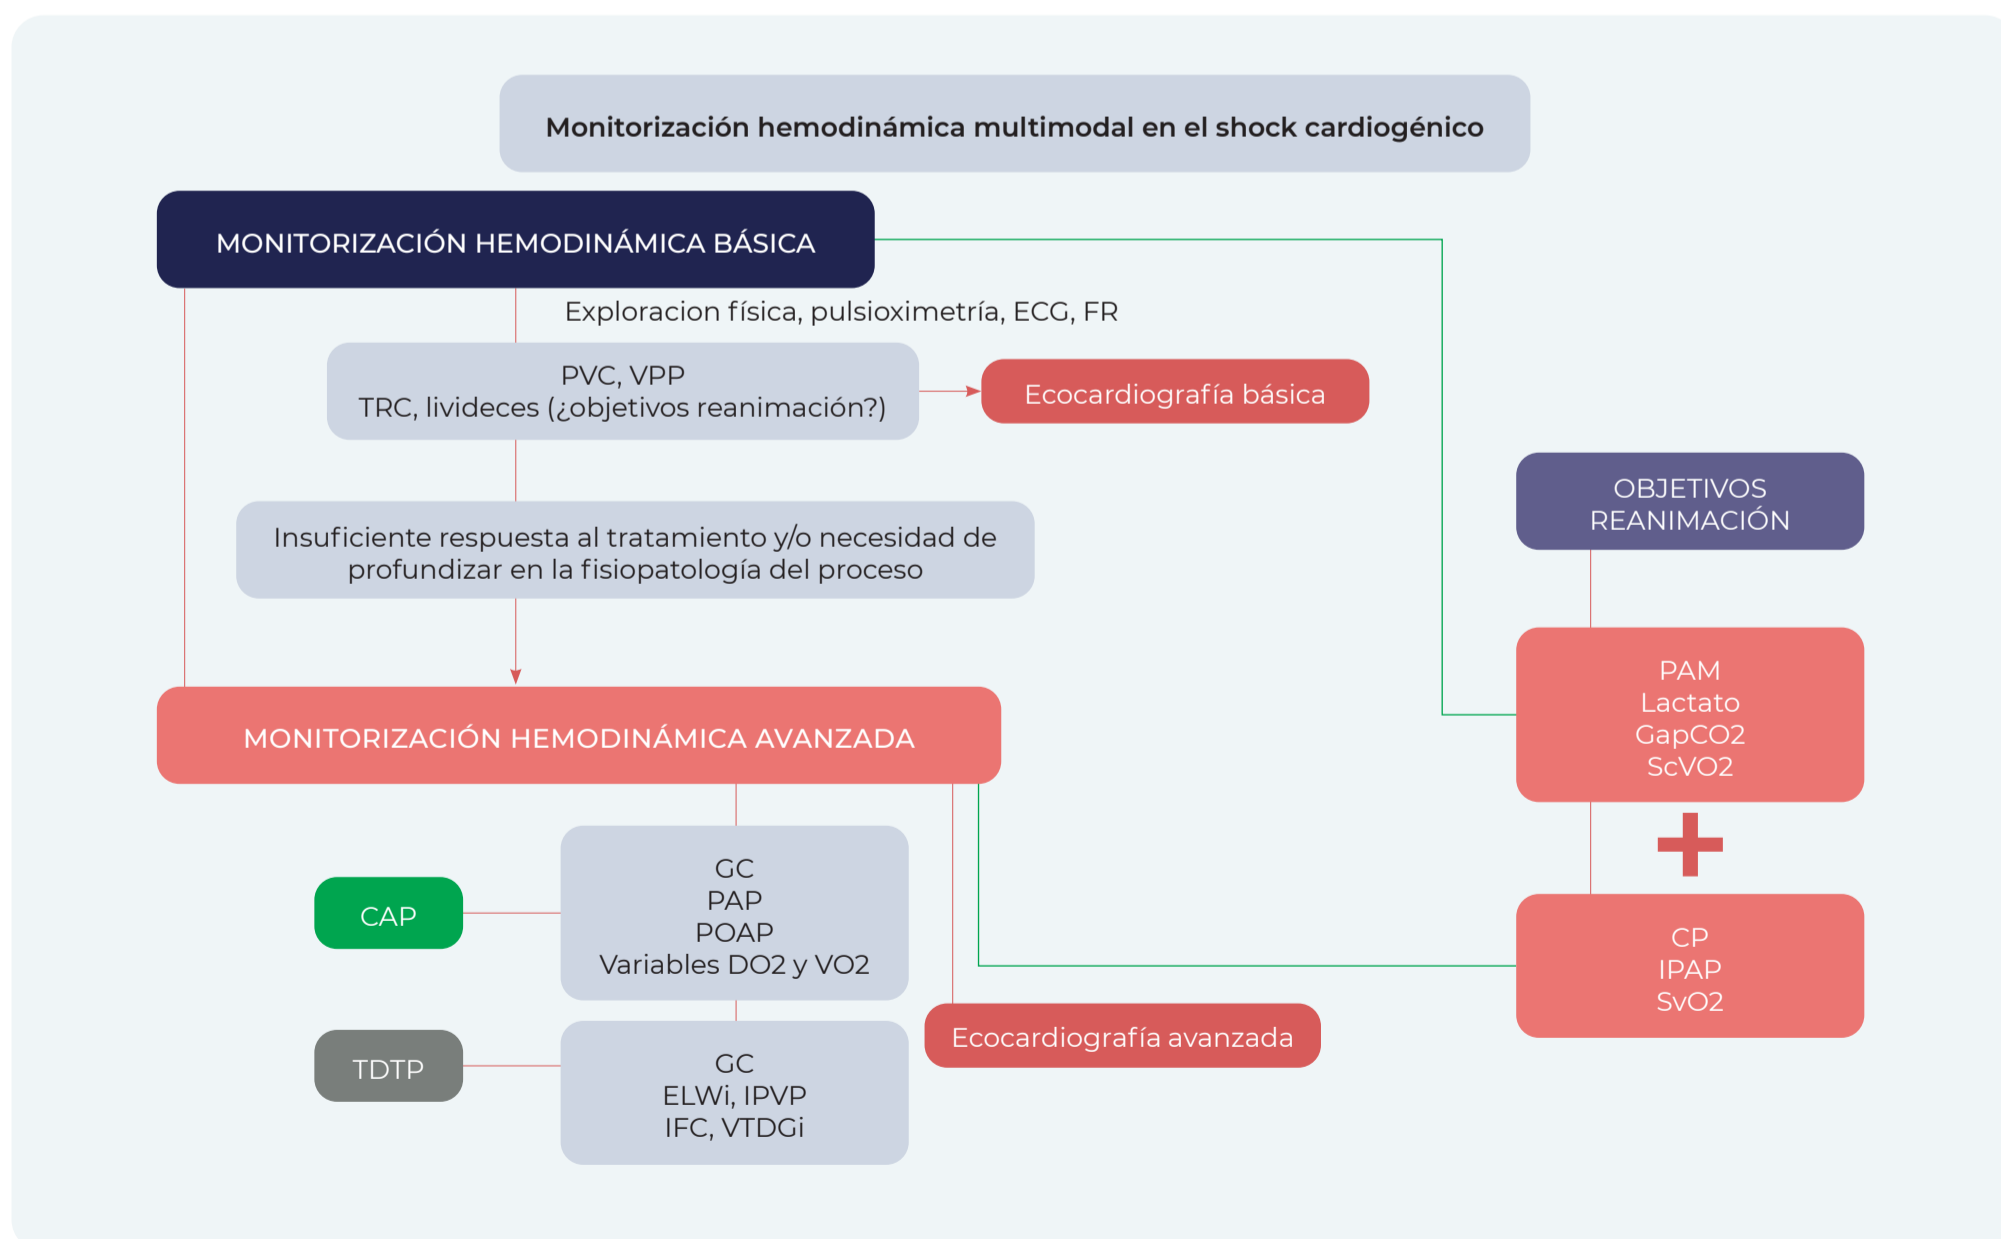 Monitorización hemodinámica multimodal en el shock cardiogénico
MONITORIZACIÓN HEMODINÁMICA BÁSICA
Exploracion física, pulsioximetría, ECG, FR
PVC, VPP
TRC, livideces (¿objetivos reanimación?)
Ecocardiografía básica
Insuficiente respuesta al tratamiento y/o necesidad de
profundizar en la fisiopatología del proceso
MONITORIZACIÓN HEMODINÁMICA AVANZADA
CAP
GC
PAP
POAP
Variables DO2 y VO2
TDTP
GC
ELWi, IPVP
IFC, VTDGi
Ecocardiografía avanzada
OBJETIVOS
REANIMACIÓN
PAM
Lactato
GapCO2
ScVO2
+
CP
IPAP
SvO2